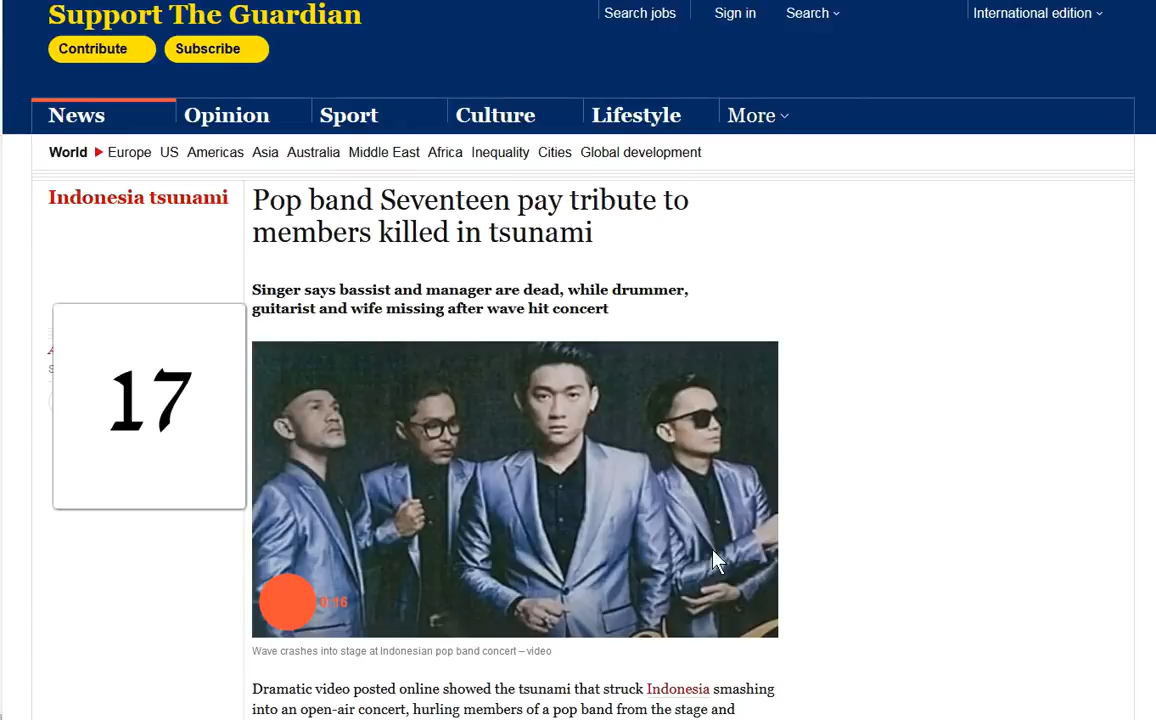 Support The Guardian
Contribute Subscribe
Search jobs Sign in Search International edition
News Opinion Sport Culture Lifestyle More
World Europe US Americas Asia Australia Middle East Africa Inequality Cities Global development
Indonesia tsunami
Pop band Seventeen pay tribute to
members killed in tsunami
Singer says bassist and manager are dead, while drummer,
guitarist and wife missing after wave hit concert
17
0:16
Wave crashes into stage at Indonesian pop band concert – video
Dramatic video posted online showed the tsunami that struck Indonesia smashing
into an open-air concert, hurling members of a pop band from the stage and